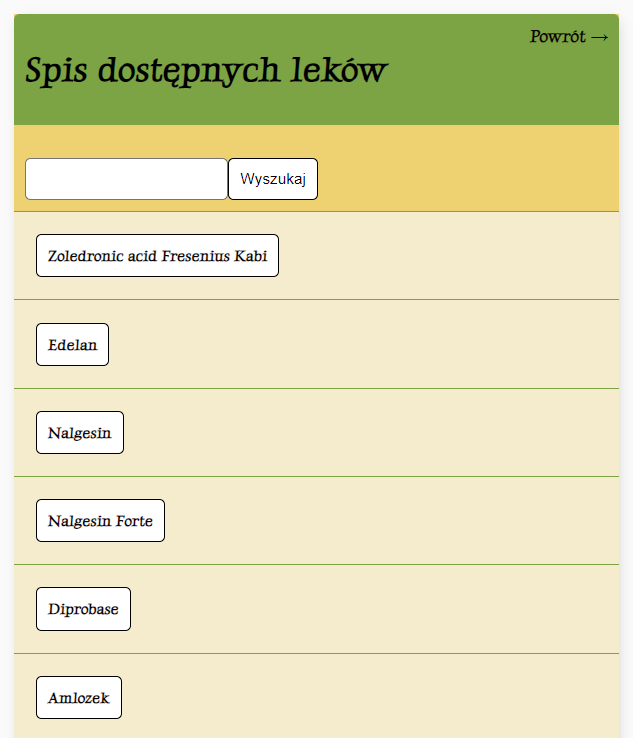 Powrót →
Spis dostępnych leków
Wyszukaj
Zoledronic acid Fresenius Kabi
Edelan
Nalgesin
Nalgesin Forte
Diprobase
Amlozek